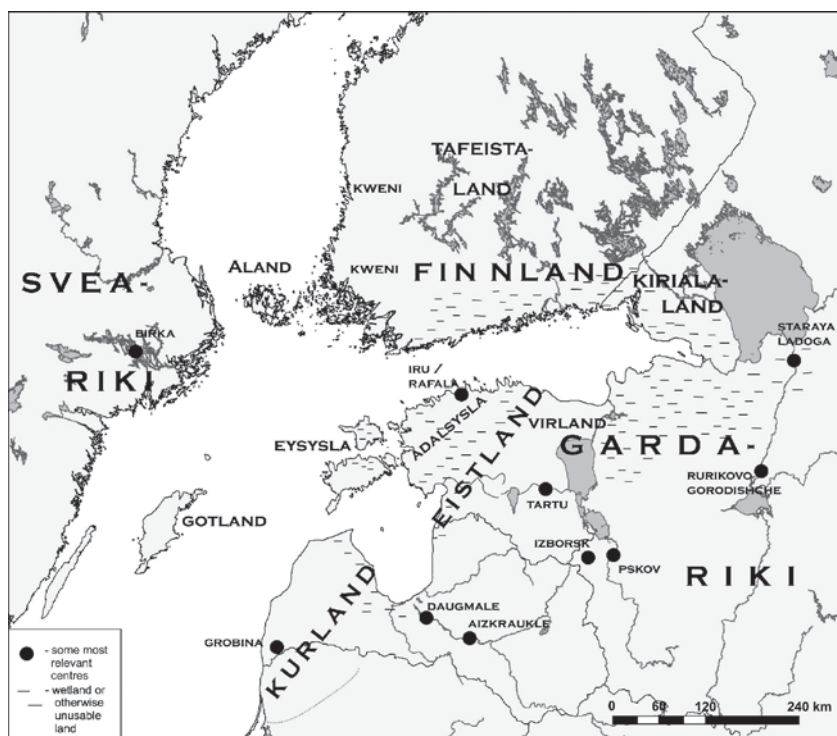 TAFEISTA-
LAND
KWENI
KWENI
ÅLAND
FINNLAND
KIRIALA-
LAND
SVEA-
RIKI
BIRKA
STARAYA
LADOGA
IRU /
RAFALA
ADALSYSLA
EYSYSLA
EISTLAND
VIRLAND
GARDA-
RIKI
RURIKOVO
GORODISHCHE
GOTLAND
TARTU
IZBORSK
PSKOV
KURLAND
DAUGMALE
AIZKRAUKLE
GROBINA
- some most
relevant
centres
- wetland or
otherwise
unusable
land
0 60 120 240 km